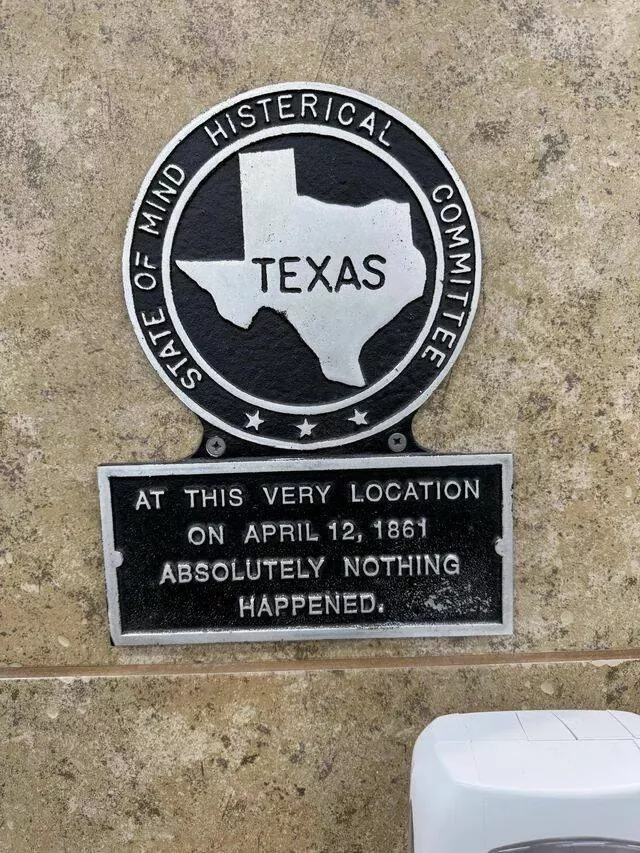 STATE OF MIND HISTERICAL COMMITTEE
TEXAS
AT THIS VERY LOCATION
ON APRIL 12, 1861
ABSOLUTELY NOTHING
HAPPENED.